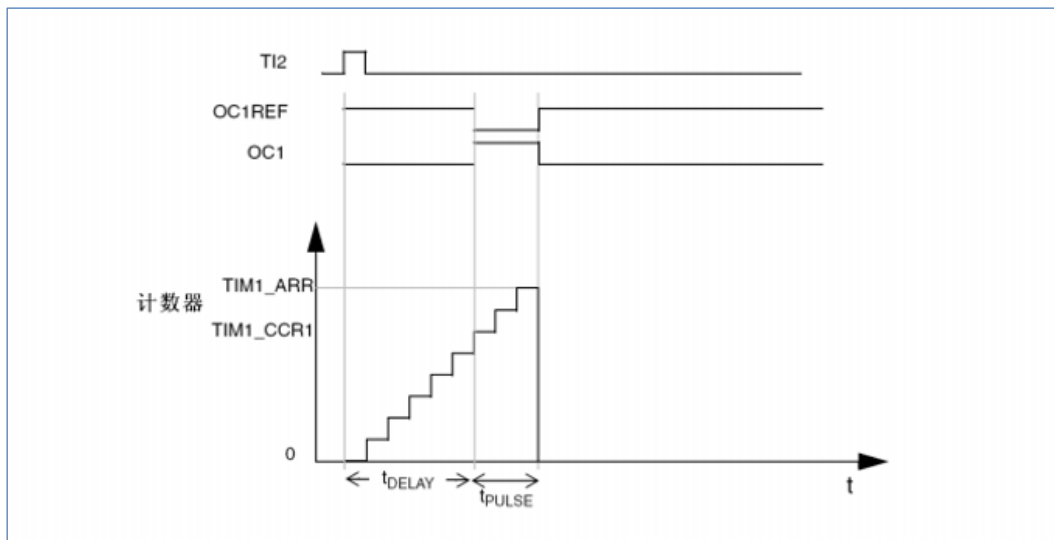 TI2
OC1REF
OC1
TIM1_ARR
计数器
TIM1_CCR1
0
tDELAY
tPULSE
t